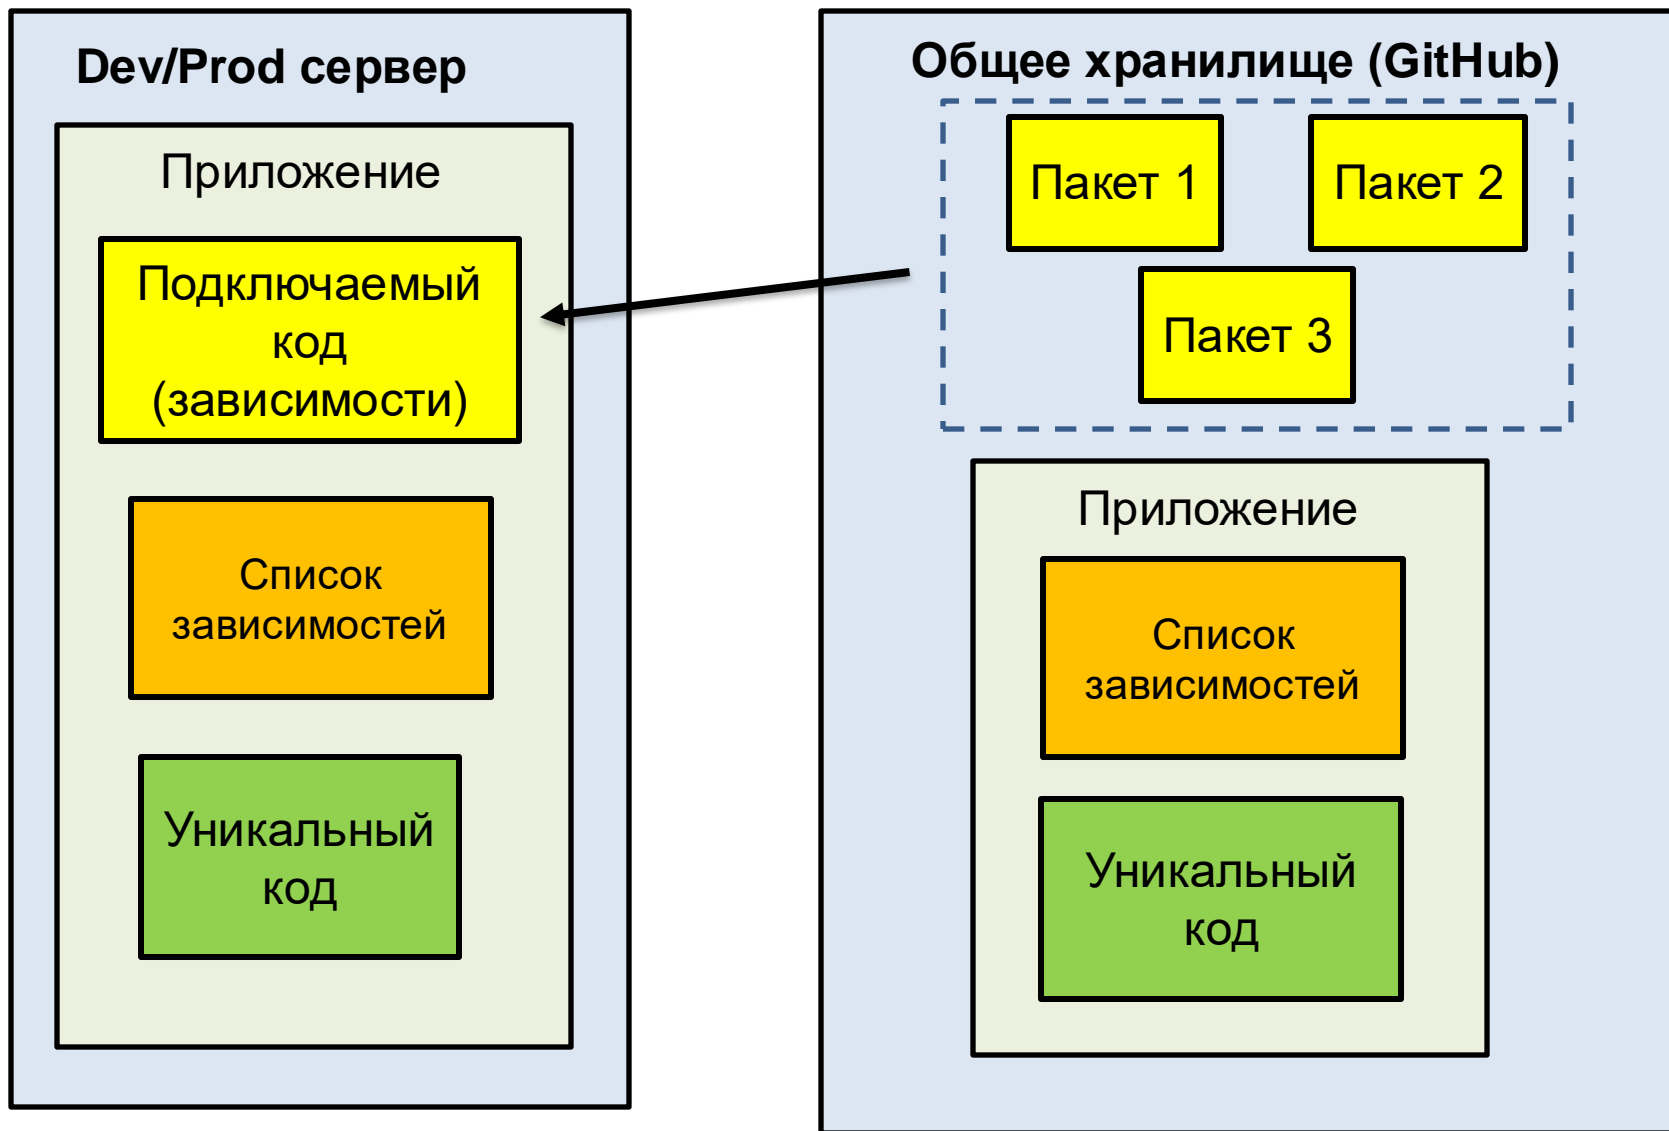 Dev/Prod сервер
Приложение
Подключаемый
код
(зависимости)
Список
зависимостей
Уникальный
код
Общее хранилище (GitHub)
Пакет 1
Пакет 2
Пакет 3
Приложение
Список
зависимостей
Уникальный
код